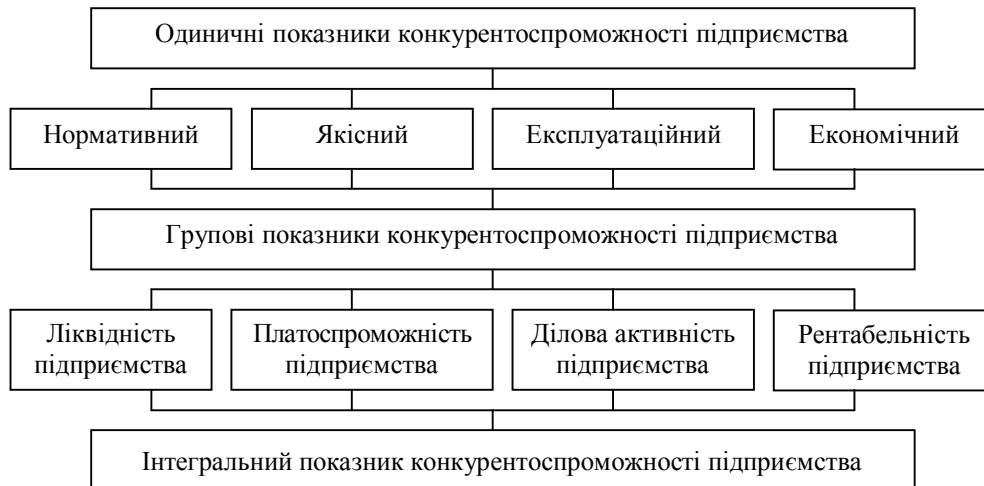 Одиничні показники конкурентоспроможності підприємства
Нормативний
Якісний
Експлуатаційний
Економічний
Групові показники конкурентоспроможності підприємства
Ліквідність
підприємства
Платоспроможність
підприємства
Ділова активність
підприємства
Рентабельність
підприємства
Інтегральний показник конкурентоспроможності підприємства